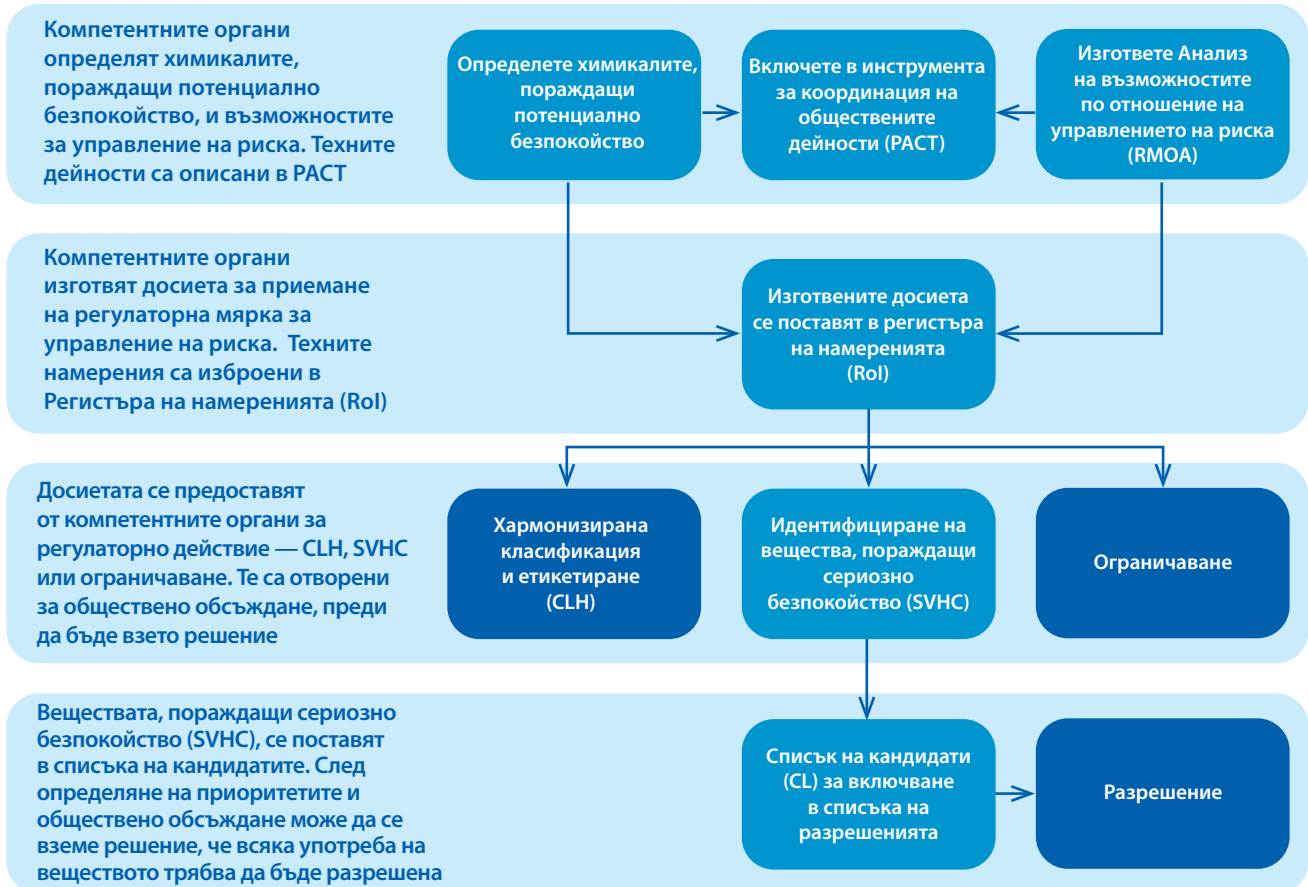 Компетентните органи
определят химикалите,
пораждащи потенциално
безпокойство, и възможностите
за управление на риска. Техните
дейности са описани в PACT
Определете химикалите,
пораждащи
потенциално
безпокойство
Включете в инструмента
за координация на
обществените
дейности (PACT)
Изгответе Анализ
на възможностите
по отношение на
управлението на риска
(RMOA)
Компетентните органи
изготвят досиета за приемане
на регулаторна мярка за
управление на риска. Техните
намерения са изброени в
Регистъра на намеренията (RoI)
Изготвените досиета
се поставят в регистъра
на намеренията
(RoI)
Досиетата се предоставят
от компетентните органи за
регулаторно действие — CLH, SVHC
или ограничаване. Те са отворени
за обществено обсъждане, преди
да бъде взето решение
Хармонизирана
класификация
и етикетиране
(CLH)
Идентифициране на
вещества, пораждащи
сериозно
безпокойство (SVHC)
Ограничаване
Веществата, пораждащи сериозно
безпокойство (SVHC), се поставят
в списъка на кандидатите. След
определяне на приоритетите и
обществено обсъждане може да се
вземе решение, че всяка употреба на
веществото трябва да бъде разрешена
Списък на кандидати
(CL) за включване
в списъка на
разрешенията
Разрешение